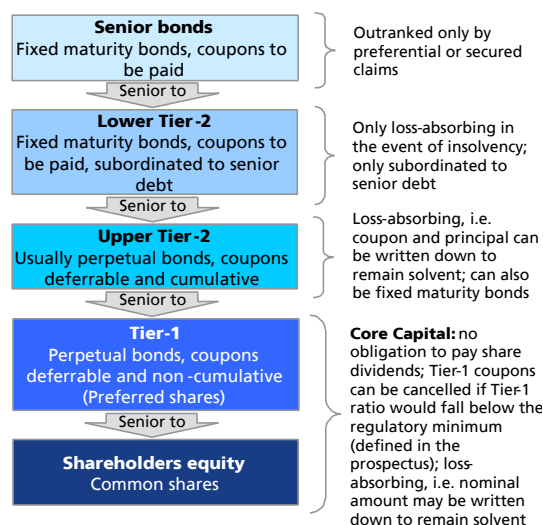 Senior bonds
Fixed maturity bonds, coupons to
be paid
Outranked only by
preferential or secured
claims
Senior to
Lower Tier-2
Fixed maturity bonds, coupons to
be paid, subordinated to senior
debt
Only loss-absorbing in
the event of insolvency;
only subordinated to
senior debt
Senior to
Upper Tier-2
Usually perpetual bonds, coupons
deferrable and cumulative
Loss-absorbing, i.e.
coupon and principal can
be written down to
remain solvent; can also
be fixed maturity bonds
Senior to
Tier-1
Perpetual bonds, coupons
deferrable and non-cumulative
(Preferred shares)
Senior to
Shareholders equity
Common shares
Core Capital: no
obligation to pay share
dividends; Tier-1 coupons
can be cancelled if Tier-1
ratio would fall below the
regulatory minimum
(defined in the
prospectus); loss-
absorbing, i.e. nominal
amount may be written
down to remain solvent